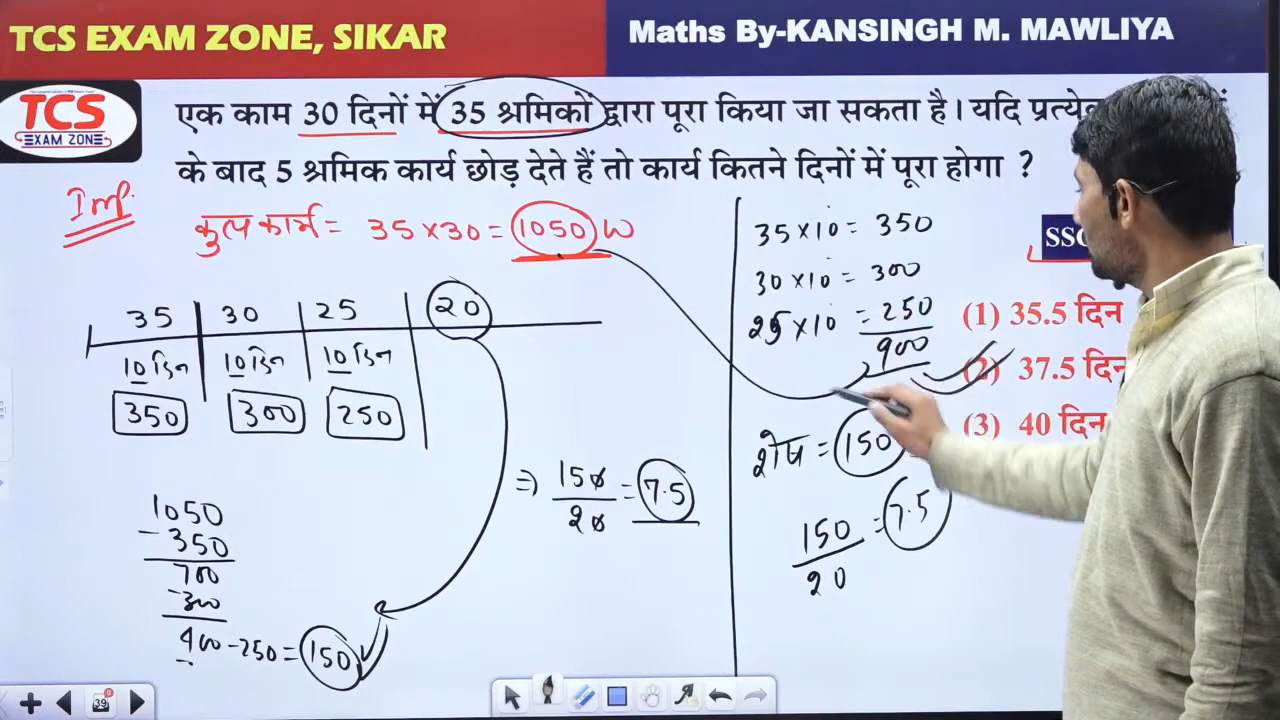 TCS EXAM ZONE, SIKAR
Maths By-KANSINGH M. MAWLIYA
TCS
EXAM ZONE
एक काम 30 दिनों में 35 श्रमिकों द्वारा पूरा किया जा सकता है। यदि
के बाद 5 श्रमिक कार्य छोड़ देते हैं तो कार्य कितने दिनों में पूरा होगा ?
Imp.
कुल कार्य = 35 × 30 = 1050 W
35 30 25 20
10 दिन 10 दिन 10 दिन
350 300 250
1050
- 350
700
- 300
400 - 250 = 150
⇒ 150/20 = 7.5
35 × 10 = 350
30 × 10 = 300
25 × 10 = 250
900
शेष = 150
150/20 = 7.5
SSC
(1) 35.5 दिन
(2) 37.5 दिन
(3) 40 दिन
39